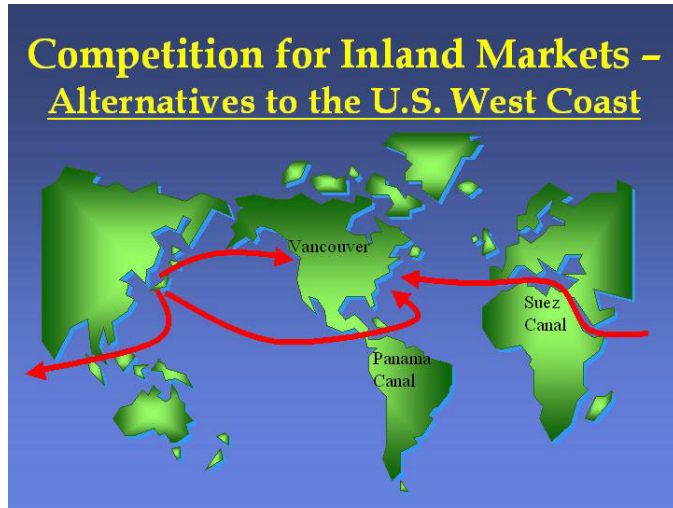 Competition for Inland Markets –
Alternatives to the U.S. West Coast
Vancouver
Suez
Canal
Panama
Canal